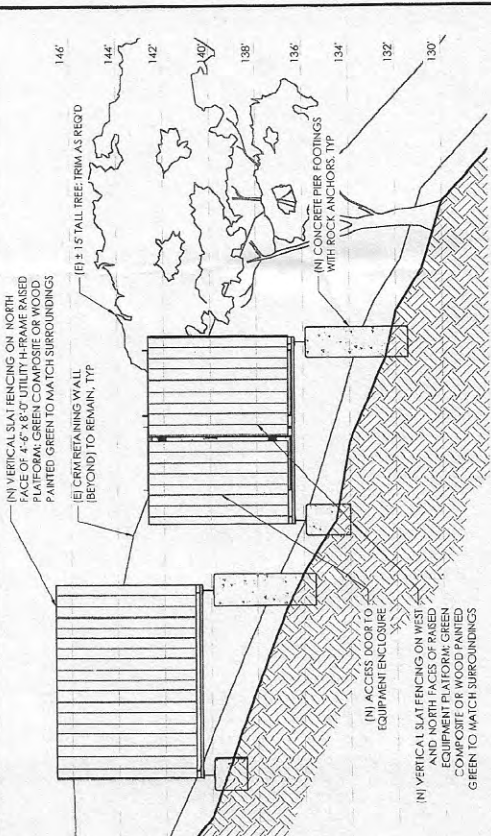 (N) VERTICAL SLAT FENCING ON NORTH
FACE OF 4'-6" x 8'-0" UTILITY H-FRAME RAISED
PLATFORM; GREEN COMPOSITE OR WOOD
PAINTED GREEN TO MATCH SURROUNDINGS
(E) CRM RETAINING WALL
(BEYOND) TO REMAIN, TYP
(E) ± 15' TALL TREE; TRIM AS REQ'D
146'
144'
142'
140'
138'
136'
134'
132'
130'
(N) CONCRETE PIER FOOTINGS
WITH ROCK ANCHORS, TYP
(N) ACCESS DOOR TO
EQUIPMENT ENCLOSURE
(N) VERTICAL SLAT FENCING ON WEST
AND NORTH FACES OF RAISED
EQUIPMENT PLATFORM; GREEN
COMPOSITE OR WOOD PAINTED
GREEN TO MATCH SURROUNDINGS